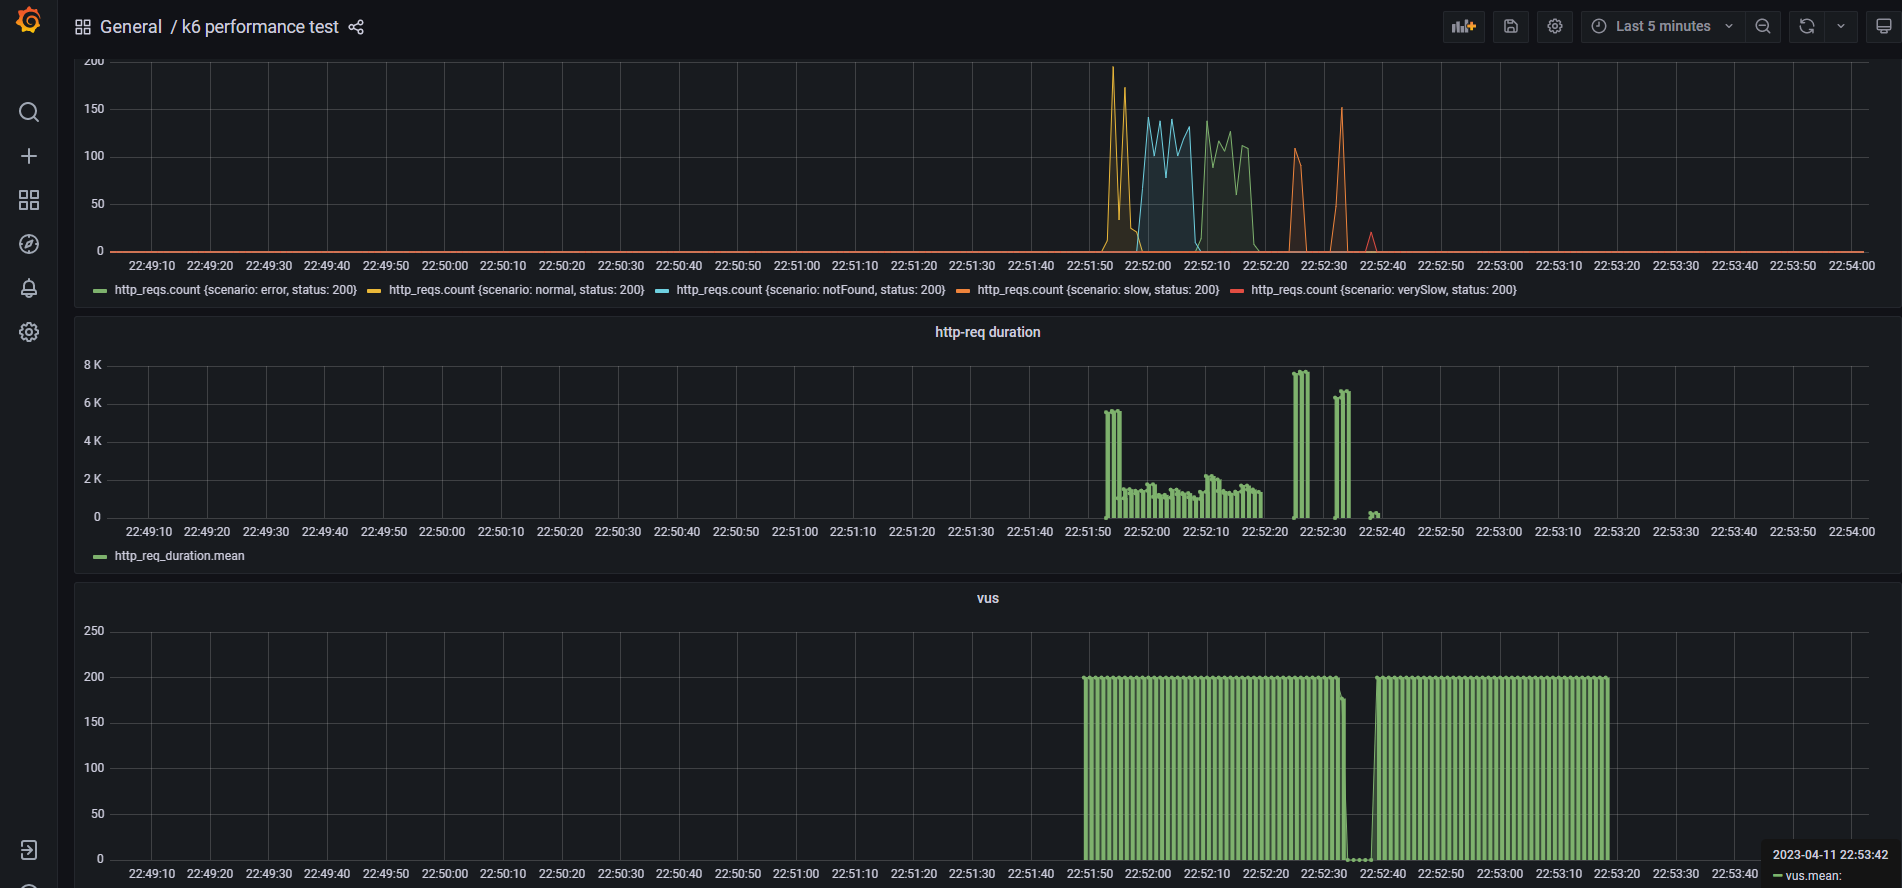 General / k6 performance test
Last 5 minutes
200
150
100
50
0
22:49:10 22:49:20 22:49:30 22:49:40 22:49:50 22:50:00 22:50:10 22:50:20 22:50:30 22:50:40 22:50:50 22:51:00 22:51:10 22:51:20 22:51:30 22:51:40 22:51:50 22:52:00 22:52:10 22:52:20 22:52:30 22:52:40 22:52:50 22:53:00 22:53:10 22:53:20 22:53:30 22:53:40 22:53:50 22:54:00
http_reqs.count {scenario: error, status: 200} http_reqs.count {scenario: normal, status: 200} http_reqs.count {scenario: notFound, status: 200} http_reqs.count {scenario: slow, status: 200} http_reqs.count {scenario: verySlow, status: 200}
http-req duration
8 K
6 K
4 K
2 K
0
22:49:10 22:49:20 22:49:30 22:49:40 22:49:50 22:50:00 22:50:10 22:50:20 22:50:30 22:50:40 22:50:50 22:51:00 22:51:10 22:51:20 22:51:30 22:51:40 22:51:50 22:52:00 22:52:10 22:52:20 22:52:30 22:52:40 22:52:50 22:53:00 22:53:10 22:53:20 22:53:30 22:53:40 22:53:50 22:54:00
http_req_duration.mean
vus
250
200
150
100
50
0
22:49:10 22:49:20 22:49:30 22:49:40 22:49:50 22:50:00 22:50:10 22:50:20 22:50:30 22:50:40 22:50:50 22:51:00 22:51:10 22:51:20 22:51:30 22:51:40 22:51:50 22:52:00 22:52:10 22:52:20 22:52:30 22:52:40 22:52:50 22:53:00 22:53:10 22:53:20 22:53:30 22:53:40
2023-04-11 22:53:42
vus.mean: